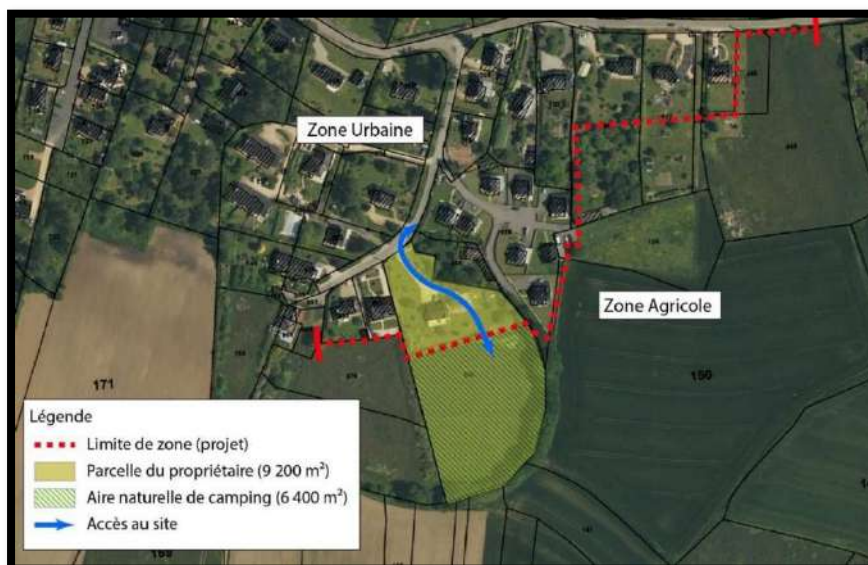 Zone Urbaine
Zone Agricole
171
150
Légende
Limite de zone (projet)
Parcelle du propriétaire (9 200 m²)
Aire naturelle de camping (6 400 m²)
Accès au site
169